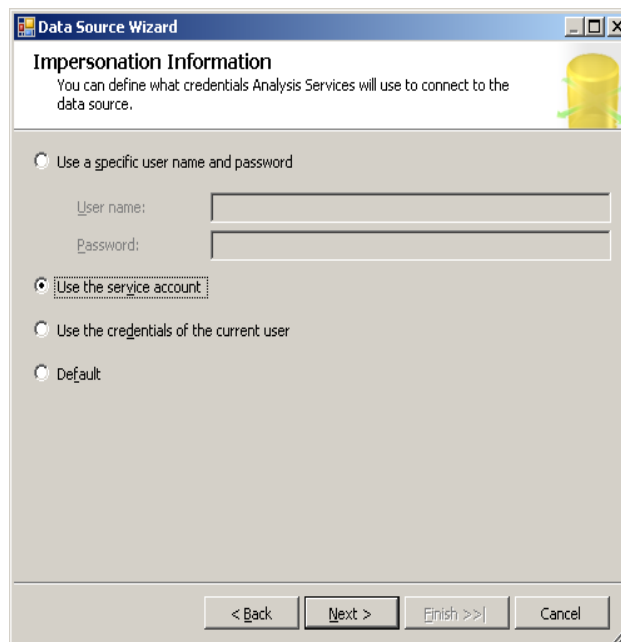 Data Source Wizard
Impersonation Information
You can define what credentials Analysis Services will use to connect to the
data source.
Use a specific user name and password
User name:
Password:
Use the service account
Use the credentials of the current user
Default
< Back
Next >
Finish >>|
Cancel